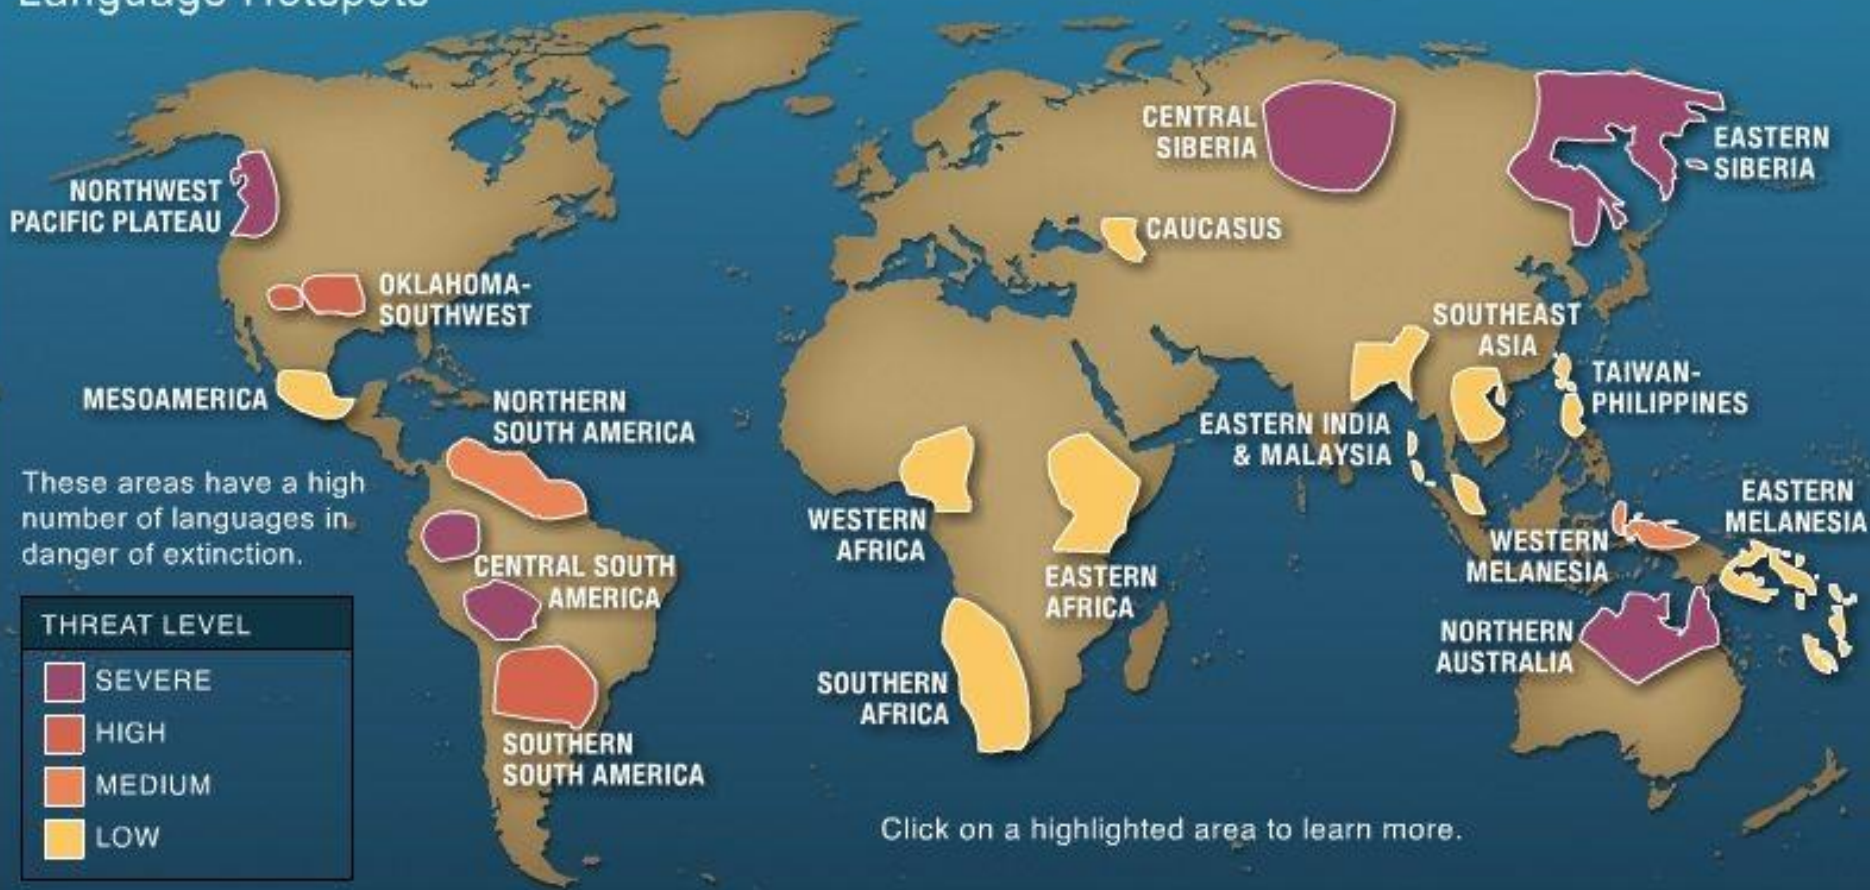 Language Hotspots
CENTRAL
SIBERIA
EASTERN
SIBERIA
NORTHWEST
PACIFIC PLATEAU
CAUCASUS
OKLAHOMA-
SOUTHWEST
SOUTHEAST
ASIA
TAIWAN-
PHILIPPINES
MESOAMERICA
NORTHERN
SOUTH AMERICA
EASTERN INDIA
& MALAYSIA
These areas have a high
number of languages in
danger of extinction.
WESTERN
AFRICA
EASTERN
MELANESIA
WESTERN
MELANESIA
CENTRAL SOUTH
AMERICA
EASTERN
AFRICA
NORTHERN
AUSTRALIA
SOUTHERN
AFRICA
SOUTHERN
SOUTH AMERICA
THREAT LEVEL
SEVERE
HIGH
MEDIUM
LOW
Click on a highlighted area to learn more.